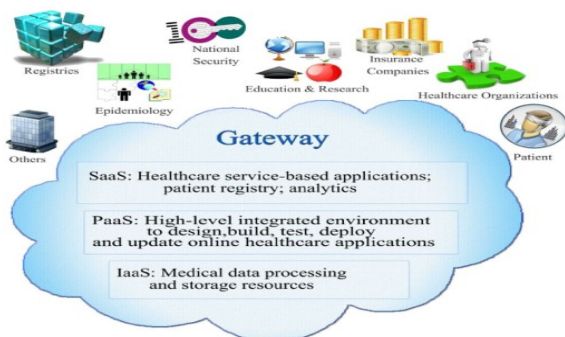 Registries
Epidemiology
National
Security
Education & Research
Insurance
Companies
Healthcare Organizations
Others
Patient
Gateway
SaaS: Healthcare service-based applications;
patient registry; analytics
PaaS: High-level integrated environment
to design,build, test, deploy
and update online healthcare applications
IaaS: Medical data processing
and storage resources